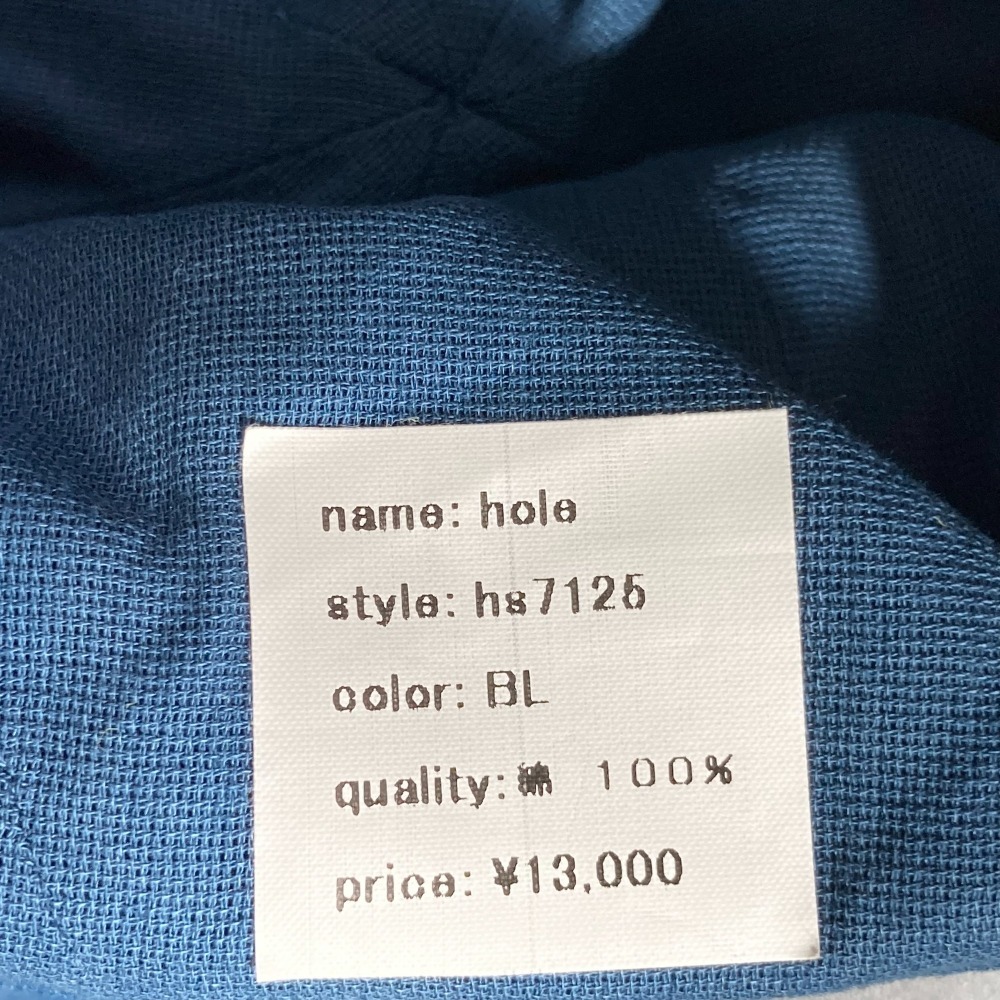 name: hole
style: hs7125
color: BL
quality: 綿 100%
price: ¥13,000